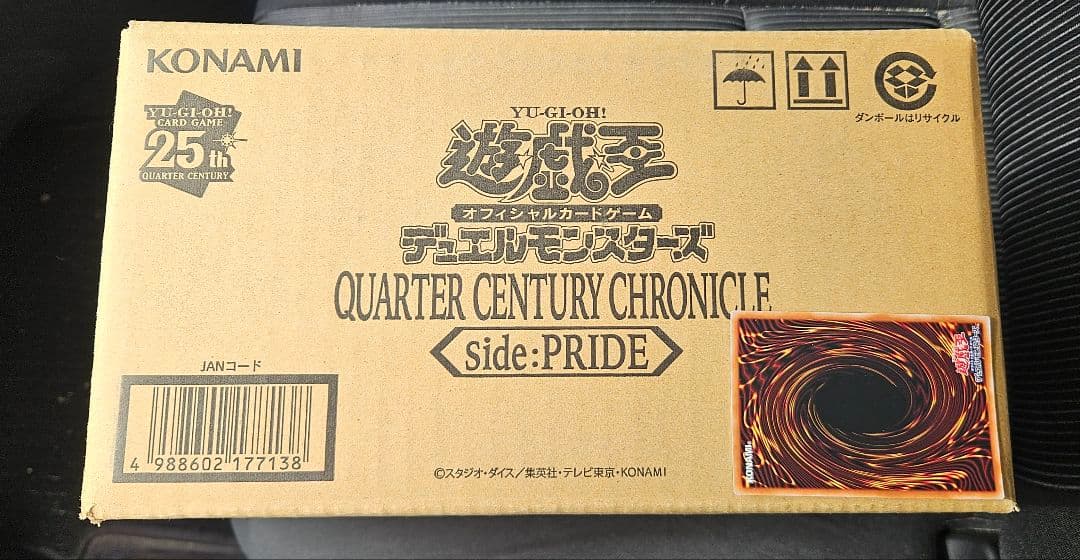 KONAMI
YU-GI-OH!
CARD GAME
25th
QUARTER CENTURY
ダンボールはリサイクル
YU-GI-OH!
遊戯王
オフィシャルカードゲーム
デュエルモンスターズ
QUARTER CENTURY CHRONICLE
side:PRIDE
JANコード
4 988602 177138
©スタジオ・ダイス／集英社・テレビ東京・KONAMI
遊戯王
KONAMI